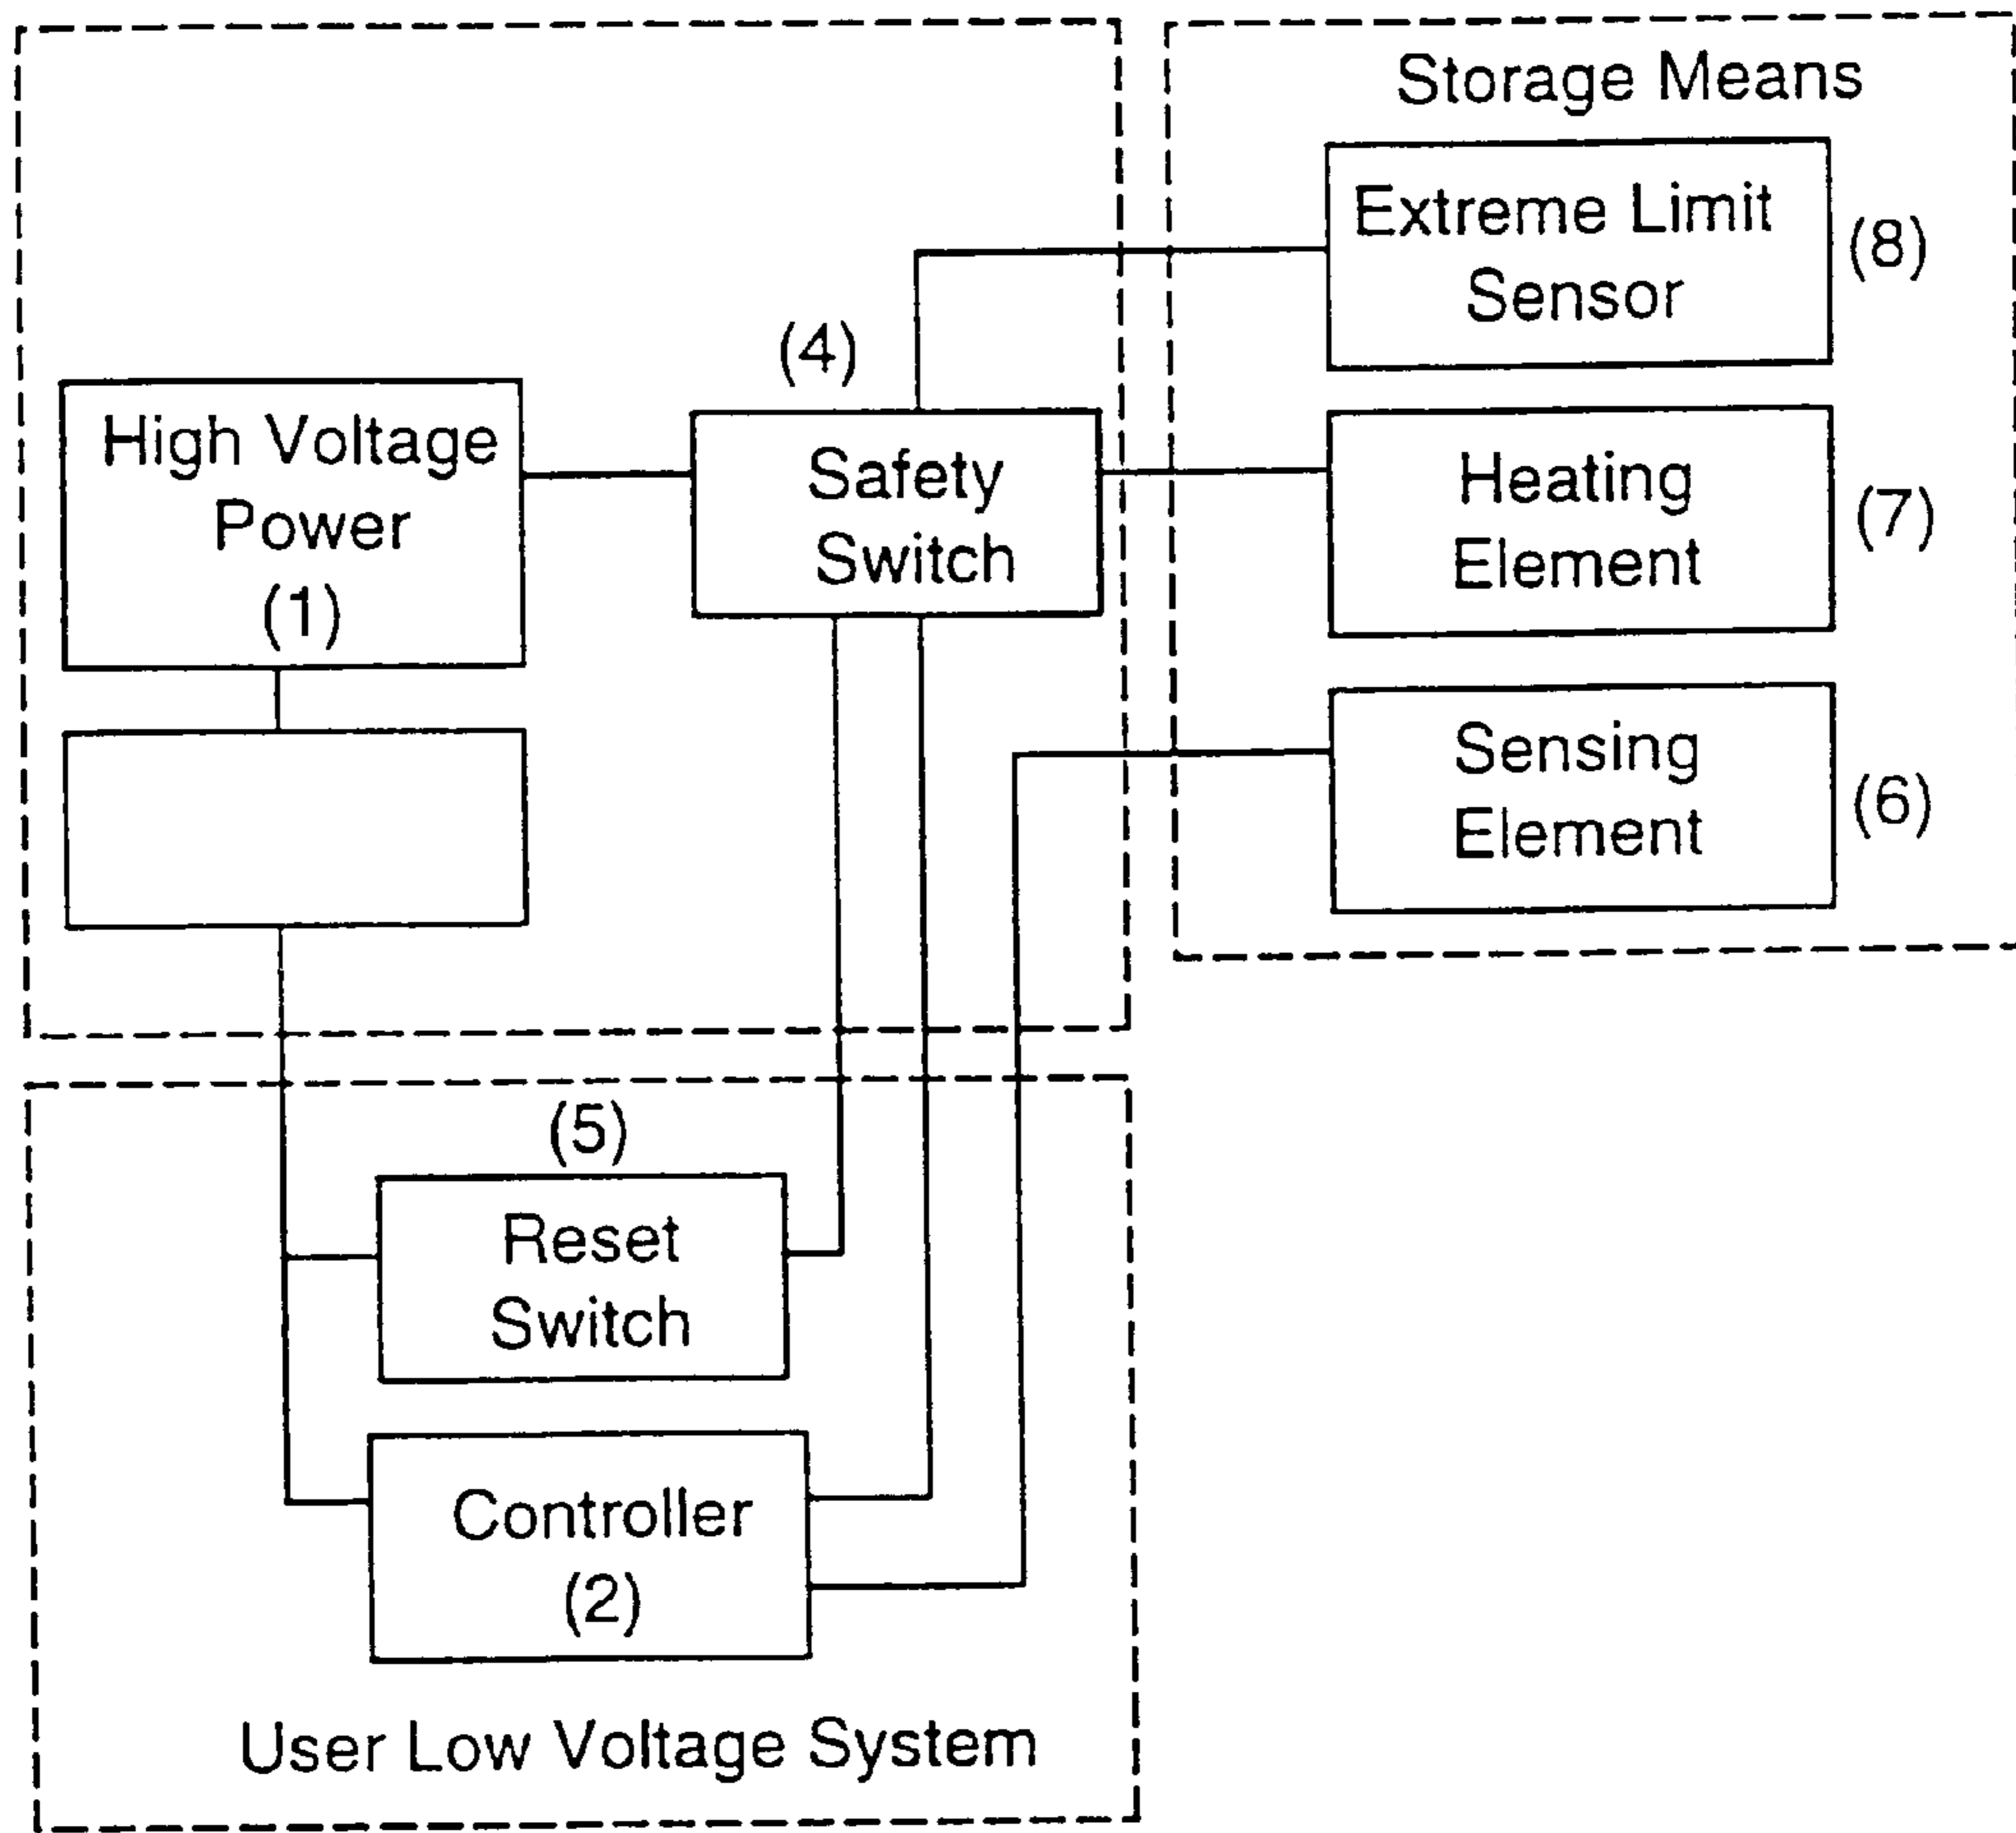 Storage Means
Extreme Limit
Sensor
(8)
(4)
High Voltage
Power
(1)
Safety
Switch
Heating
Element
(7)
Sensing
Element
(6)
(5)
Reset
Switch
Controller
(2)
User Low Voltage System